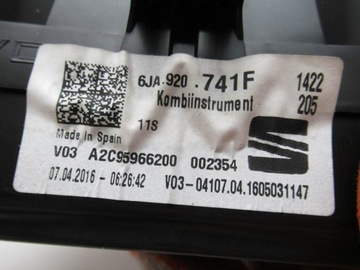 6JA 920 .741F 1422
Kombiinstrument 205
11S
Made in Spain
V03 A2C95966200 002354
07.04.2016 - 06:26:42 V03-04107.04.1605031147